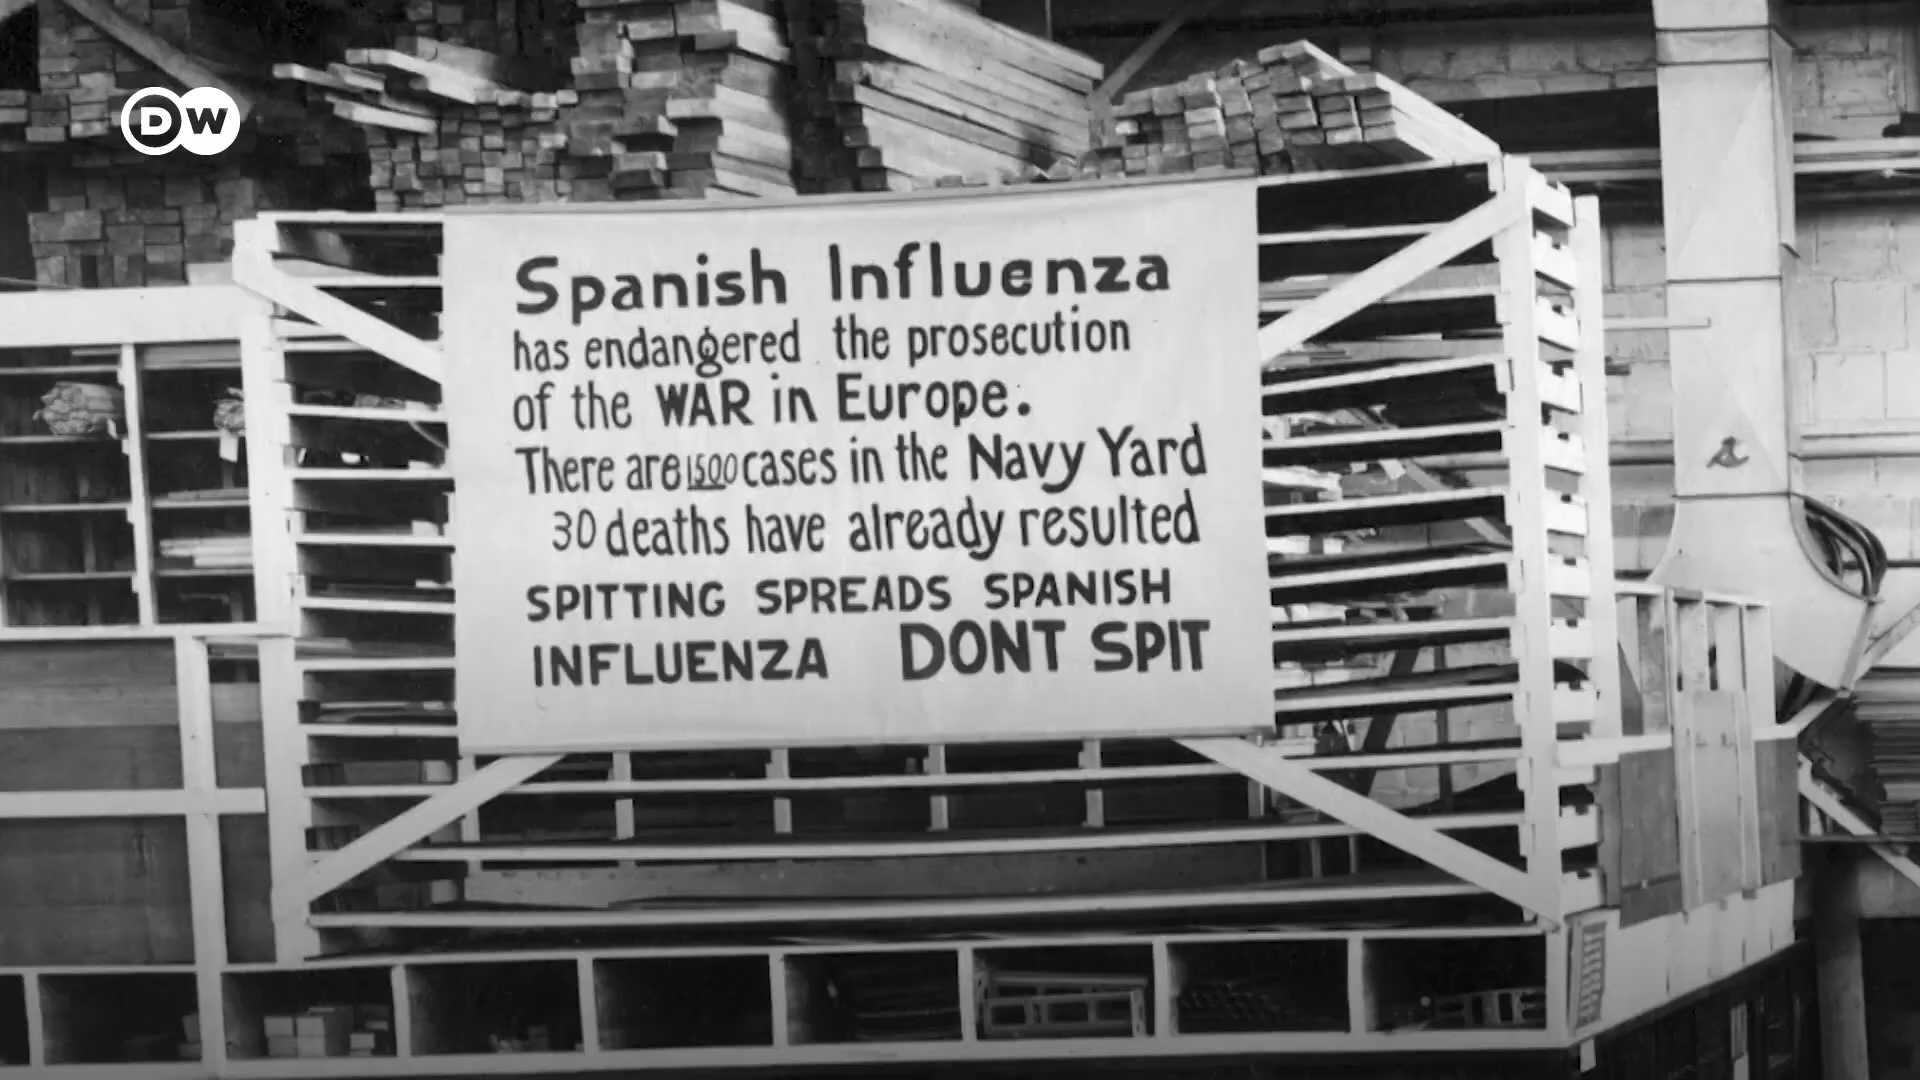 DW
Spanish Influenza
has endangered the prosecution
of the WAR in Europe.
There are 1500 cases in the Navy Yard
30 deaths have already resulted
SPITTING SPREADS SPANISH
INFLUENZA DONT SPIT